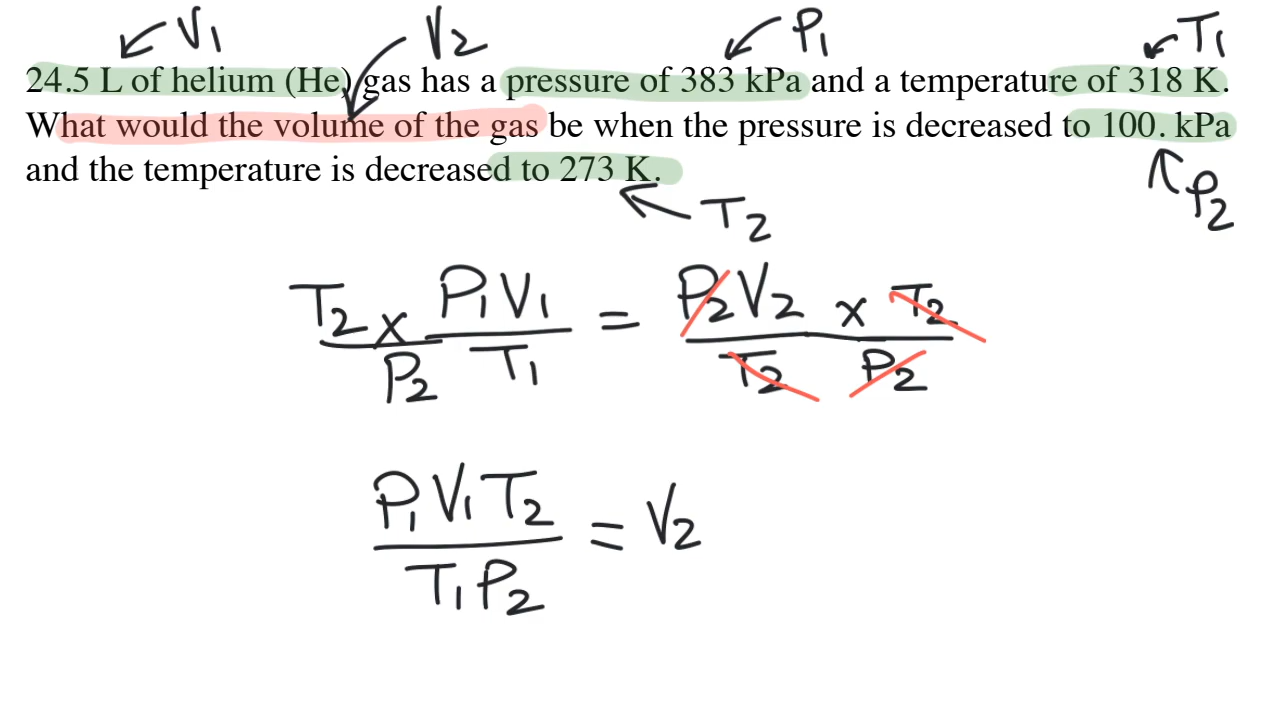 V1 V2 P1 T1
24.5 L of helium (He) gas has a pressure of 383 kPa and a temperature of 318 K.
What would the volume of the gas be when the pressure is decreased to 100. kPa
and the temperature is decreased to 273 K.
T2 P2
T2 × P1V1 = P2V2 × T2
P2 T1 T2 P2
P1V1T2 = V2
T1P2